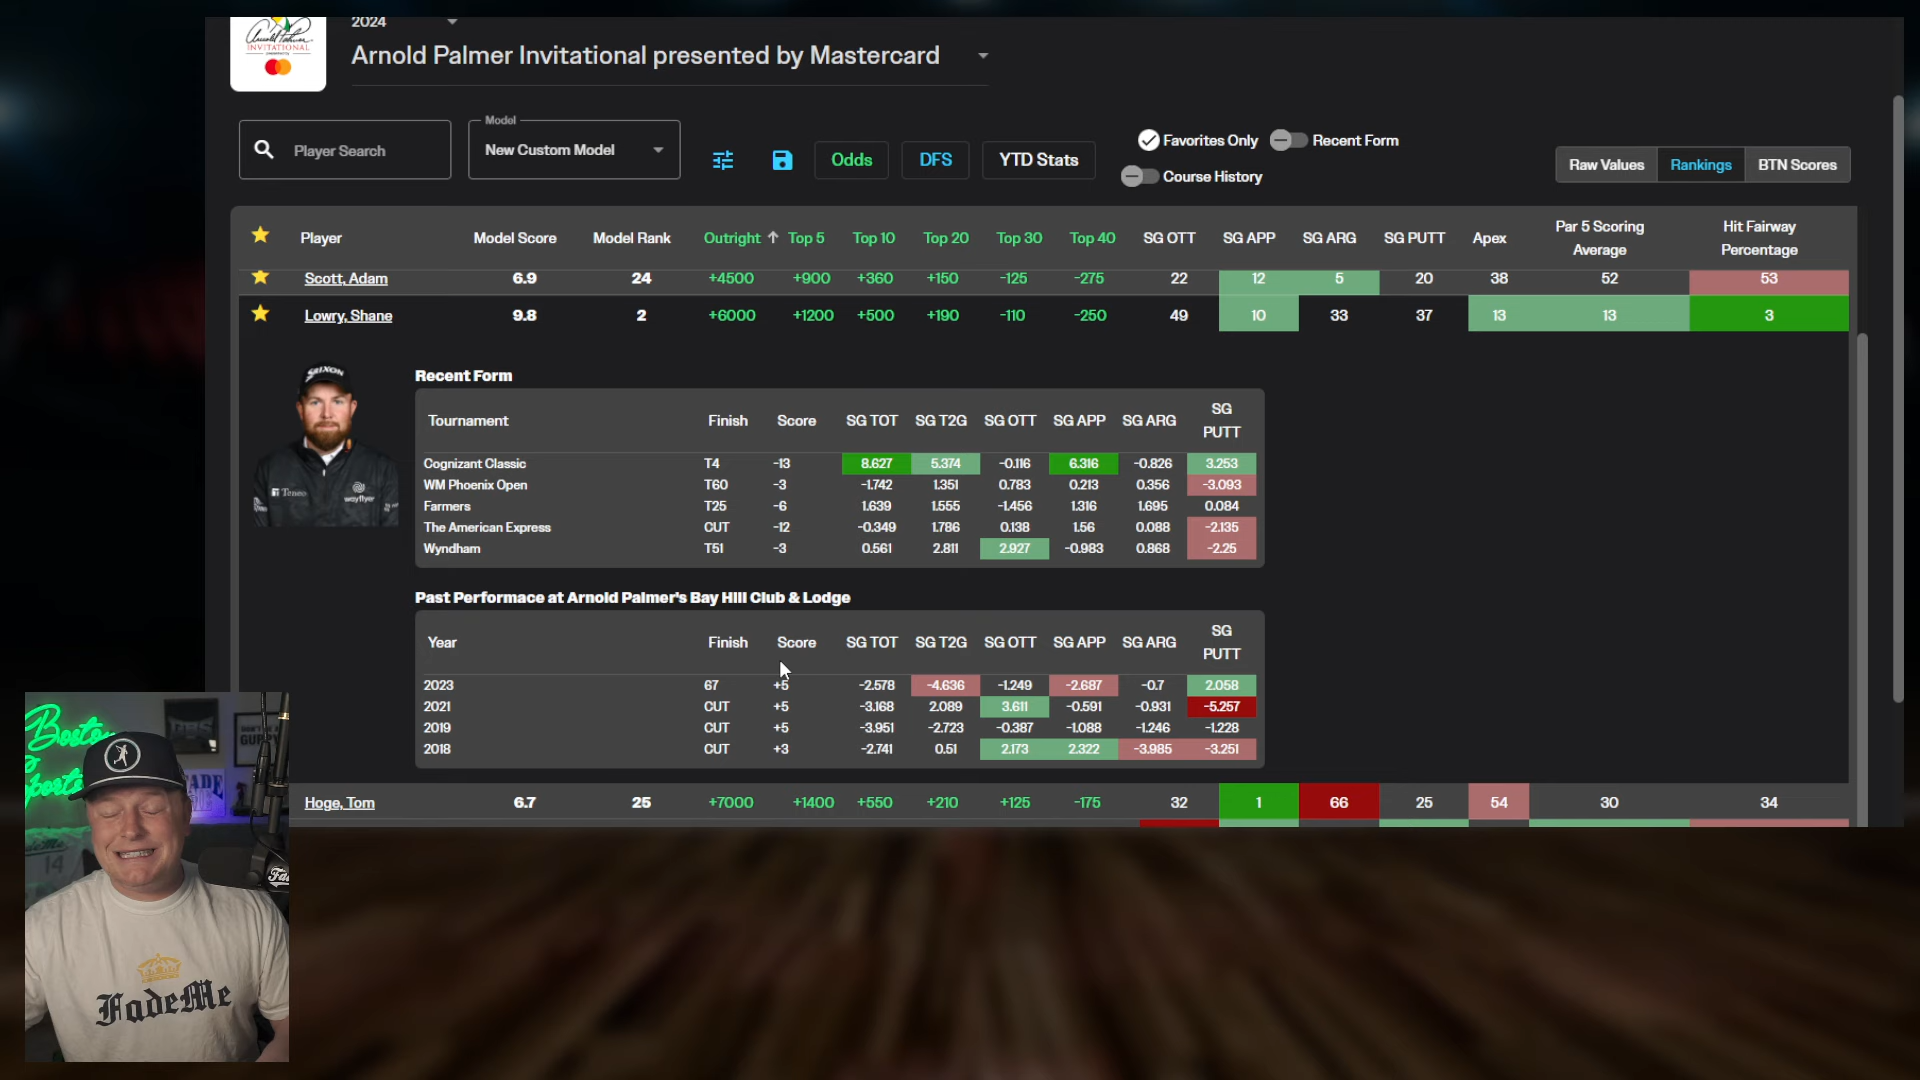 2024
Arnold Palmer
INVITATIONAL
Arnold Palmer Invitational presented by Mastercard
Player Search
Model
New Custom Model
Odds
DFS
YTD Stats
Favorites Only
Recent Form
Course History
Raw Values
Rankings
BTN Scores
Player Model Score Model Rank Outright Top 5 Top 10 Top 20 Top 30 Top 40 SG OTT SG APP SG ARG SG PUTT Apex Par 5 Scoring Average Hit Fairway Percentage
Scott, Adam 6.9 24 +4500 +900 +360 +150 -125 -275 22 12 5 20 38 52 53
Lowry, Shane 9.8 2 +6000 +1200 +500 +190 -110 -250 49 10 33 37 13 13 3
SRIXON
Teneo
wayflyer
Recent Form
Tournament Finish Score SG TOT SG T2G SG OTT SG APP SG ARG SG PUTT
Cognizant Classic T4 -13 8.627 5.374 -0.116 6.316 -0.826 3.253
WM Phoenix Open T60 -3 -1.742 1.351 0.783 0.213 0.356 -3.093
Farmers T25 -6 1.639 1.555 -1.456 1.316 1.695 0.084
The American Express CUT -12 -0.349 1.786 0.138 1.56 0.088 -2.135
Wyndham T51 -3 0.561 2.811 2.927 -0.983 0.868 -2.25
Past Performace at Arnold Palmer's Bay Hill Club & Lodge
Year Finish Score SG TOT SG T2G SG OTT SG APP SG ARG SG PUTT
2023 67 +5 -2.578 -4.636 -1.249 -2.687 -0.7 2.058
2021 CUT +5 -3.168 2.089 3.611 -0.591 -0.931 -5.257
2019 CUT +5 -3.951 -2.723 -0.387 -1.088 -1.246 -1.228
2018 CUT +3 -2.741 0.51 2.173 2.322 -3.985 -3.251
Hoge, Tom 6.7 25 +7000 +1400 +550 +210 +125 -175 32 1 66 25 54 30 34
14
FadeMe